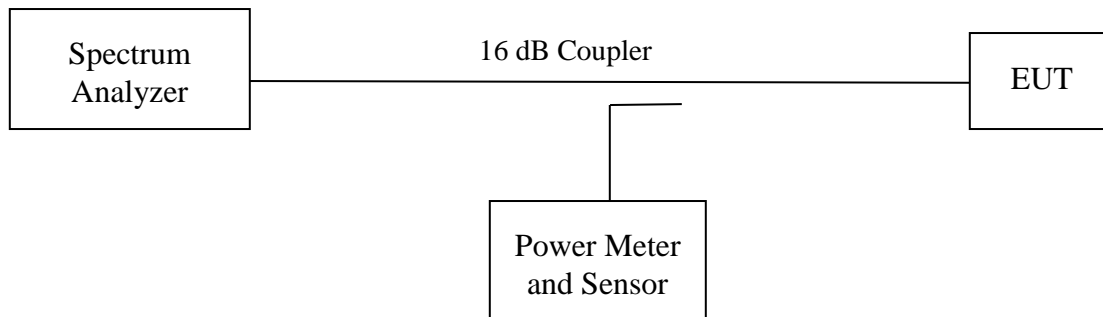 Spectrum
Analyzer
16 dB Coupler
EUT
Power Meter
and Sensor